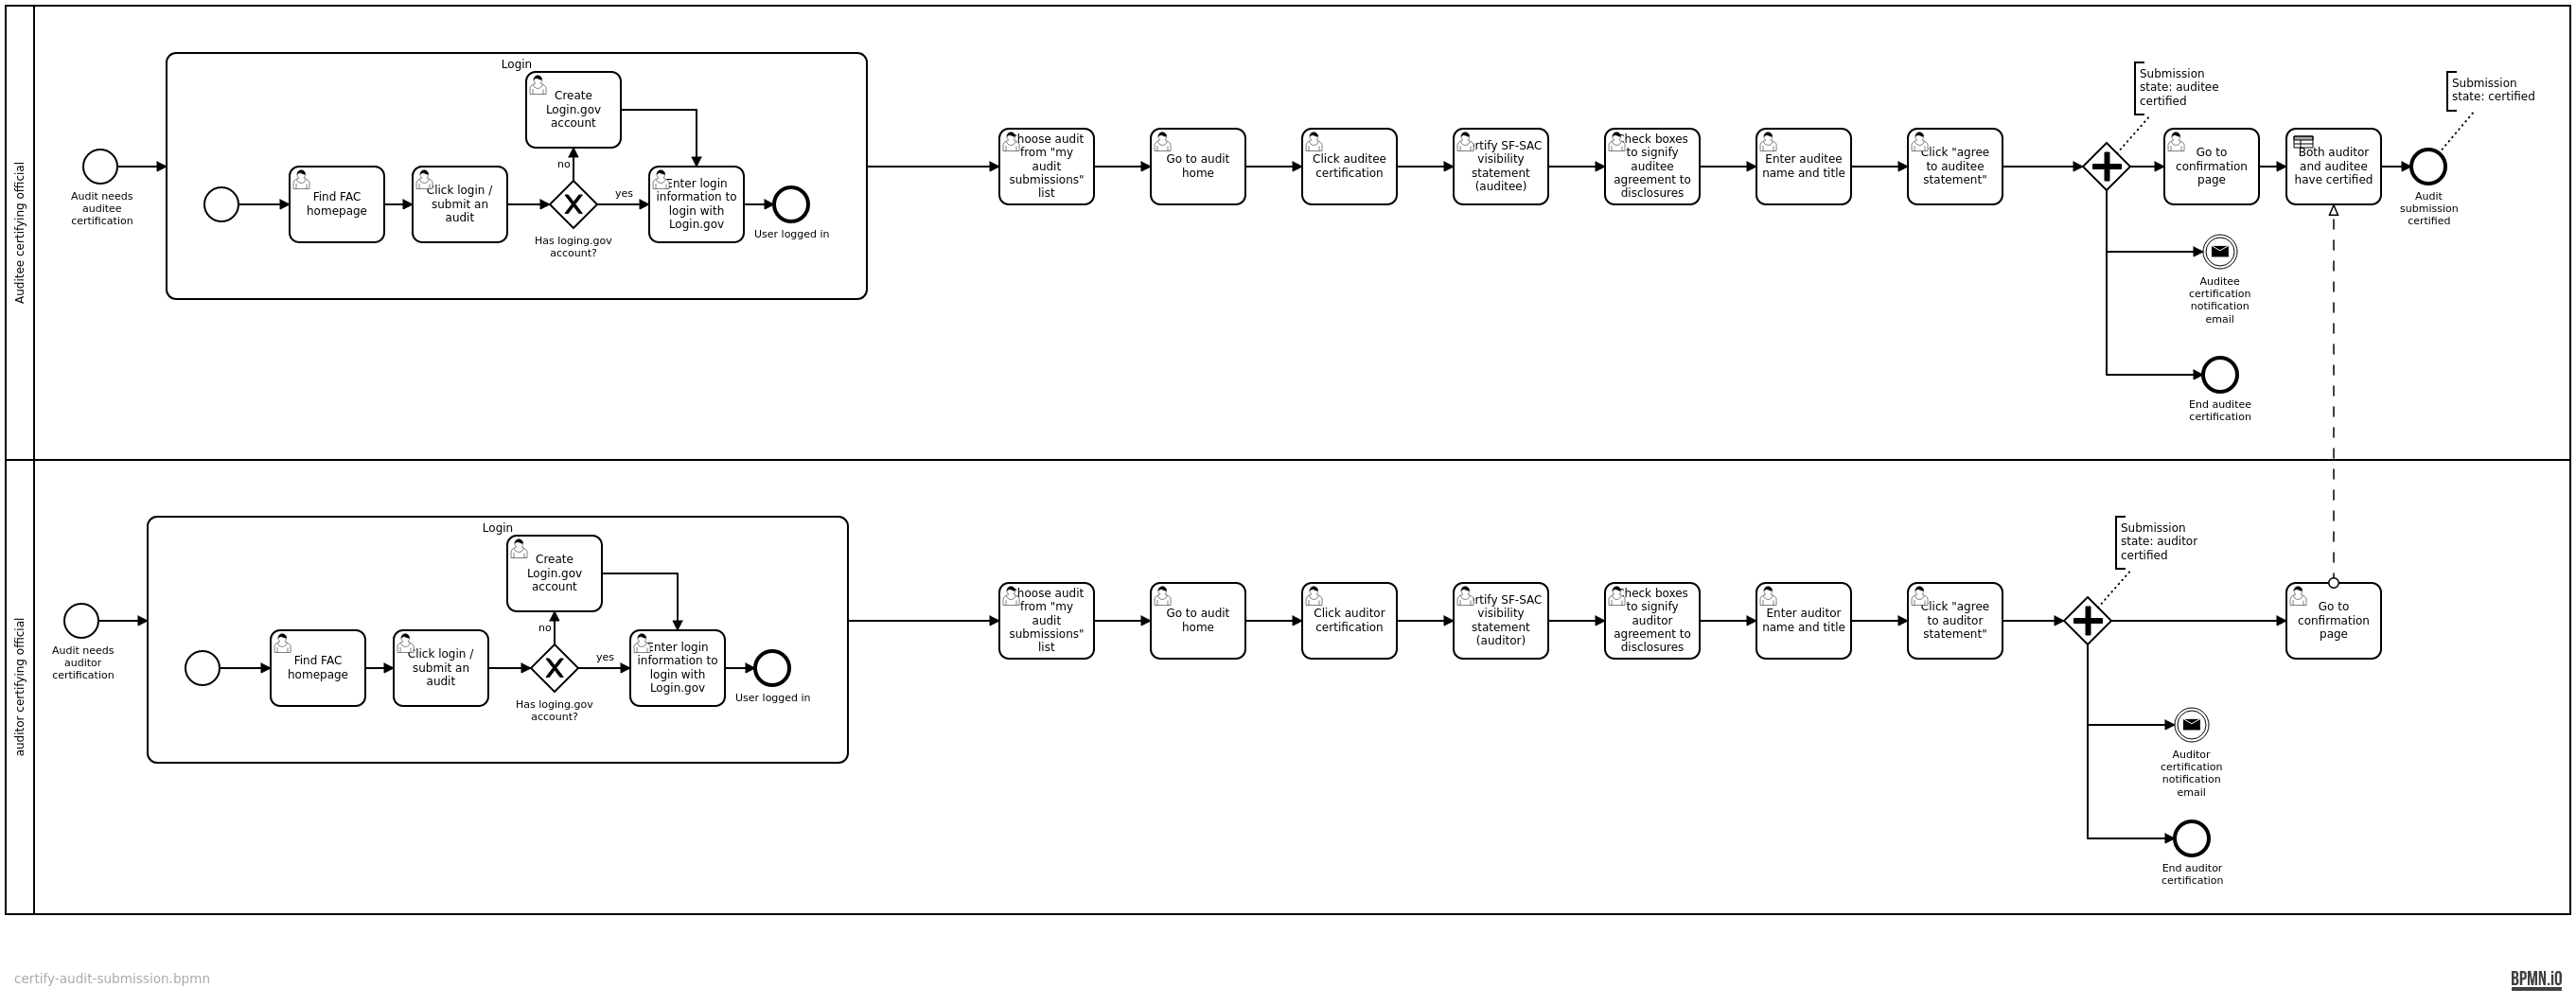 Auditee certifying official
Audit needs
auditee
certification
Login
Find FAC
homepage
Click login /
submit an
audit
Create
Login.gov
account
no
yes
Has loging.gov
account?
Enter login
information to
login with
Login.gov
User logged in
Choose audit
from "my
audit
submissions"
list
Go to audit
home
Click auditee
certification
rtify SF-SAC
visibility
statement
(auditee)
Check boxes
to signify
auditee
agreement to
disclosures
Enter auditee
name and title
Click "agree
to auditee
statement"
Submission
state: auditee
certified
Go to
confirmation
page
Both auditor
and auditee
have certified
Submission
state: certified
Audit
submission
certified
Auditee
certification
notification
email
End auditee
certification
auditor certifying official
Audit needs
auditor
certification
Login
Find FAC
homepage
Click login /
submit an
audit
Create
Login.gov
account
no
yes
Has loging.gov
account?
Enter login
information to
login with
Login.gov
User logged in
Choose audit
from "my
audit
submissions"
list
Go to audit
home
Click auditor
certification
rtify SF-SAC
visibility
statement
(auditor)
Check boxes
to signify
auditor
agreement to
disclosures
Enter auditor
name and title
Click "agree
to auditor
statement"
Submission
state: auditor
certified
Go to
confirmation
page
Auditor
certification
notification
email
End auditor
certification
certify-audit-submission.bpmn
BPMN.iO